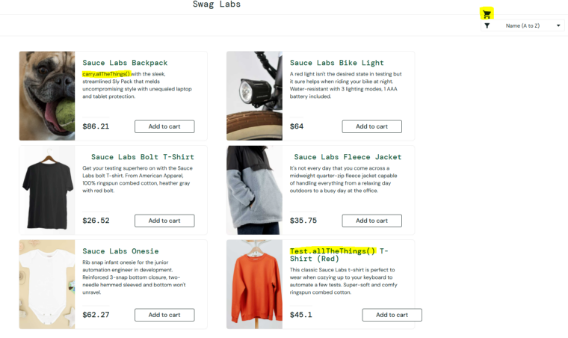 Swag Labs
Name (A to Z)
Sauce Labs Backpack
carry.allTheThings() with the sleek,
streamlined Sly Pack that melds
uncompromising style with unequaled laptop
and tablet protection.
$86.21
Add to cart
Sauce Labs Bike Light
A red light isn't the desired state in testing but
it sure helps when riding your bike at night.
Water-resistant with 3 lighting modes, 1 AAA
battery included.
$64
Add to cart
Sauce Labs Bolt T-Shirt
Get your testing superhero on with the Sauce
Labs bolt T-shirt. From American Apparel,
100% ringspun combed cotton, heather gray
with red bolt.
$26.52
Add to cart
Sauce Labs Fleece Jacket
It's not every day that you come across a
midweight quarter-zip fleece jacket capable
of handling everything from a relaxing day
outdoors to a busy day at the office.
$35.75
Add to cart
Sauce Labs Onesie
Rib snap infant onesie for the junior
automation engineer in development.
Reinforced 3-snap bottom closure, two-
needle hemmed sleeved and bottom won't
unravel.
$62.27
Add to cart
Test.allTheThings() T-
Shirt (Red)
This classic Sauce Labs t-shirt is perfect to
wear when cozying up to your keyboard to
automate a few tests. Super-soft and comfy
ringspun combed cotton.
$45.1
Add to cart